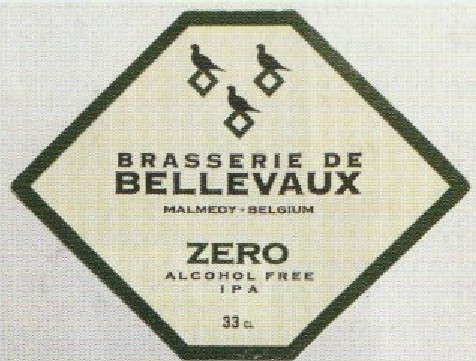 BRASSERIE DE
BELLEVAUX
MALMEDY - BELGIUM
ZERO
ALCOHOL FREE
IPA
33 CL